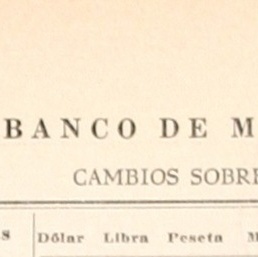 BANCO DE M
CAMBIOS SOBRE
s Dólar Libra Peseta M